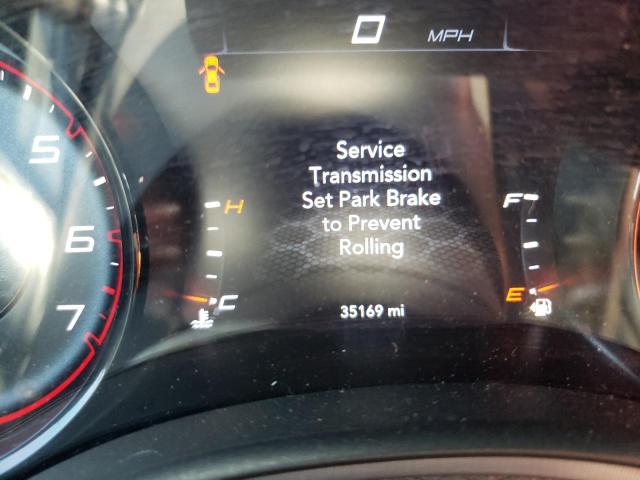 0 MPH
5
6
7
Service
Transmission
Set Park Brake
to Prevent
Rolling
H
C
F
E
35169 mi